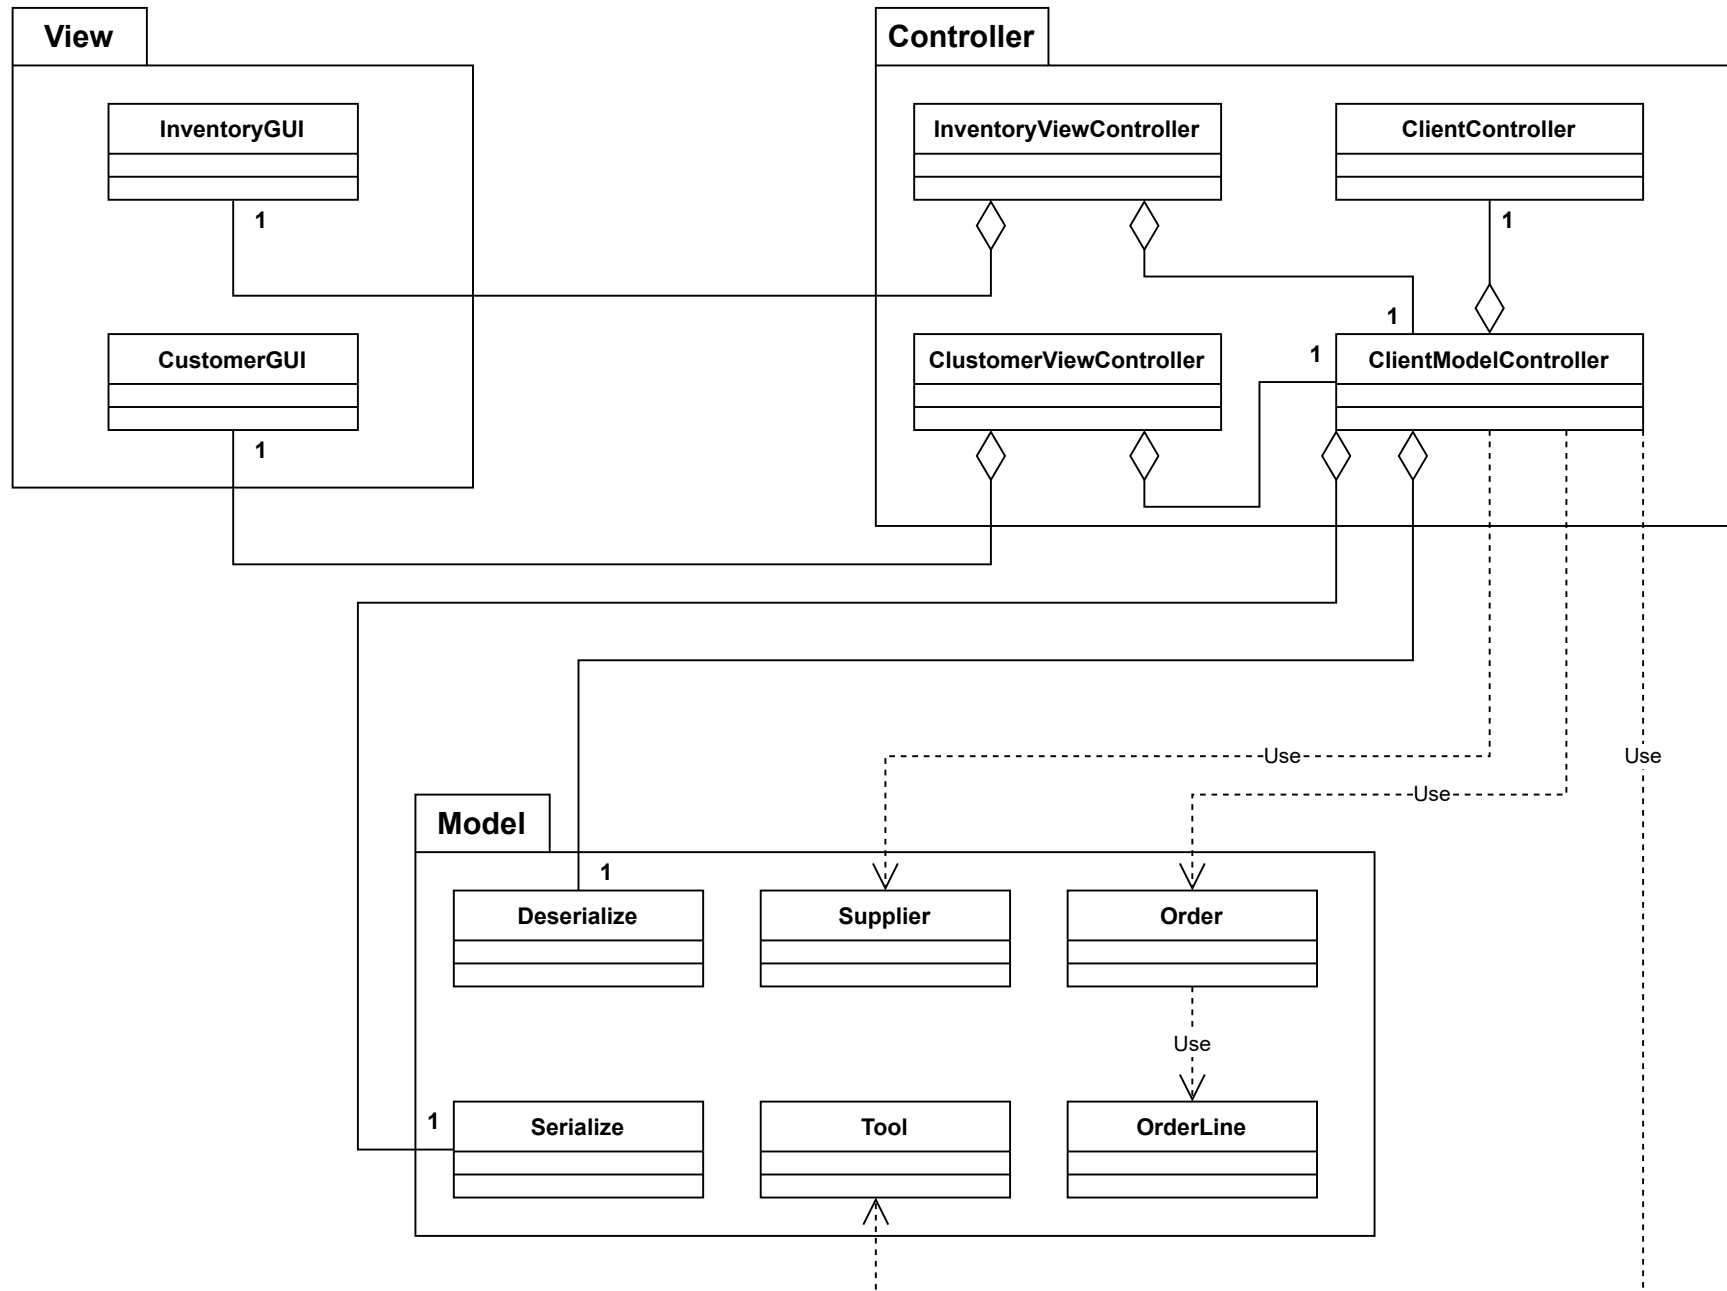 View
Controller
InventoryGUI
InventoryViewController
ClientController
1
1
1
1
CustomerGUI
ClustomerViewController
ClientModelController
1
Use
Use
Use
Model
1
Deserialize
Supplier
Order
Use
1
Serialize
Tool
OrderLine